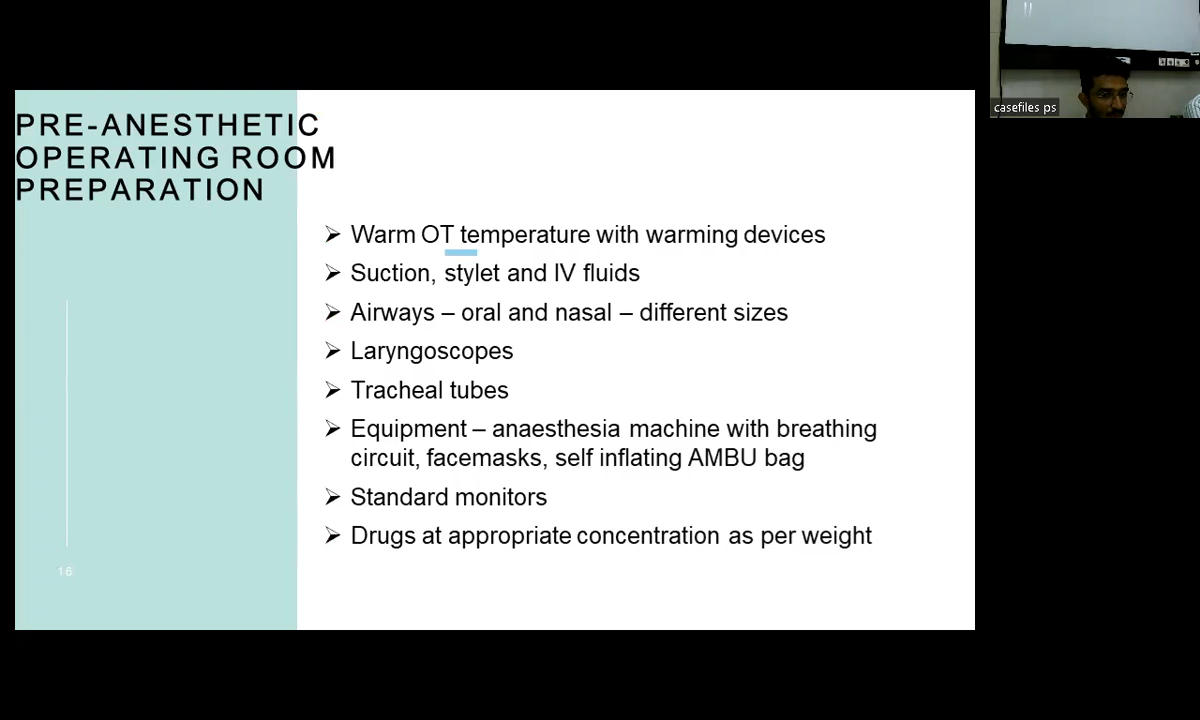 PRE-ANESTHETIC
OPERATING ROOM
PREPARATION
➢ Warm OT temperature with warming devices
➢ Suction, stylet and IV fluids
➢ Airways – oral and nasal – different sizes
➢ Laryngoscopes
➢ Tracheal tubes
➢ Equipment – anaesthesia machine with breathing
circuit, facemasks, self inflating AMBU bag
➢ Standard monitors
➢ Drugs at appropriate concentration as per weight
16
casefiles ps